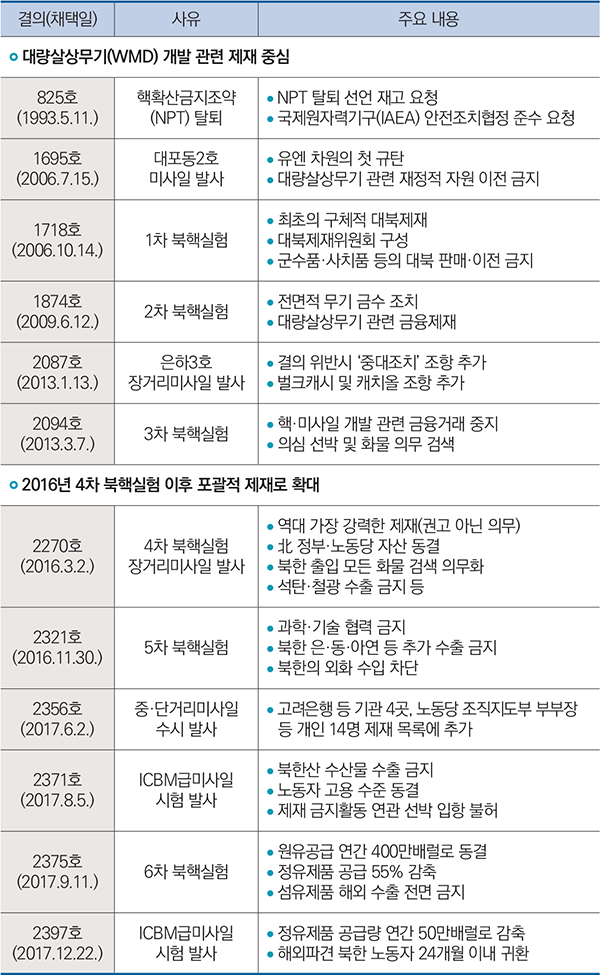 결의(채택일) 사유 주요 내용
대량살상무기(WMD) 개발 관련 제재 중심
825호
(1993.5.11.)
핵확산금지조약
(NPT) 탈퇴
• NPT 탈퇴 선언 재고 요청
• 국제원자력기구(IAEA) 안전조치협정 준수 요청
1695호
(2006.7.15.)
대포동2호
미사일 발사
• 유엔 차원의 첫 규탄
• 대량살상무기 관련 재정적 자원 이전 금지
1718호
(2006.10.14.)
1차 북핵실험
• 최초의 구체적 대북제재
• 대북제재위원회 구성
• 군수품·사치품 등의 대북 판매·이전 금지
1874호
(2009.6.12.)
2차 북핵실험
• 전면적 무기 금수 조치
• 대량살상무기 관련 금융제재
2087호
(2013.1.13.)
은하3호
장거리미사일 발사
• 결의 위반시 ‘중대조치’ 조항 추가
• 벌크캐시 및 캐치올 조항 추가
2094호
(2013.3.7.)
3차 북핵실험
• 핵·미사일 개발 관련 금융거래 중지
• 의심 선박 및 화물 의무 검색
2016년 4차 북핵실험 이후 포괄적 제재로 확대
2270호
(2016.3.2.)
4차 북핵실험
장거리미사일 발사
• 역대 가장 강력한 제재(권고 아닌 의무)
• 北 정부·노동당 자산 동결
• 북한 출입 모든 화물 검색 의무화
• 석탄·철광 수출 금지 등
2321호
(2016.11.30.)
5차 북핵실험
• 과학·기술 협력 금지
• 북한 은·동·아연 등 추가 수출 금지
• 북한의 외화 수입 차단
2356호
(2017.6.2.)
중·단거리미사일
수시 발사
• 고려은행 등 기관 4곳, 노동당 조직지도부 부부장
등 개인 14명 제재 목록에 추가
2371호
(2017.8.5.)
ICBM급미사일
시험 발사
• 북한산 수산물 수출 금지
• 노동자 고용 수준 동결
• 제재 금지활동 연관 선박 입항 불허
2375호
(2017.9.11.)
6차 북핵실험
• 원유공급 연간 400만배럴로 동결
• 정유제품 공급 55% 감축
• 섬유제품 해외 수출 전면 금지
2397호
(2017.12.22.)
ICBM급미사일
시험 발사
• 정유제품 공급량 연간 50만배럴로 감축
• 해외파견 북한 노동자 24개월 이내 귀환